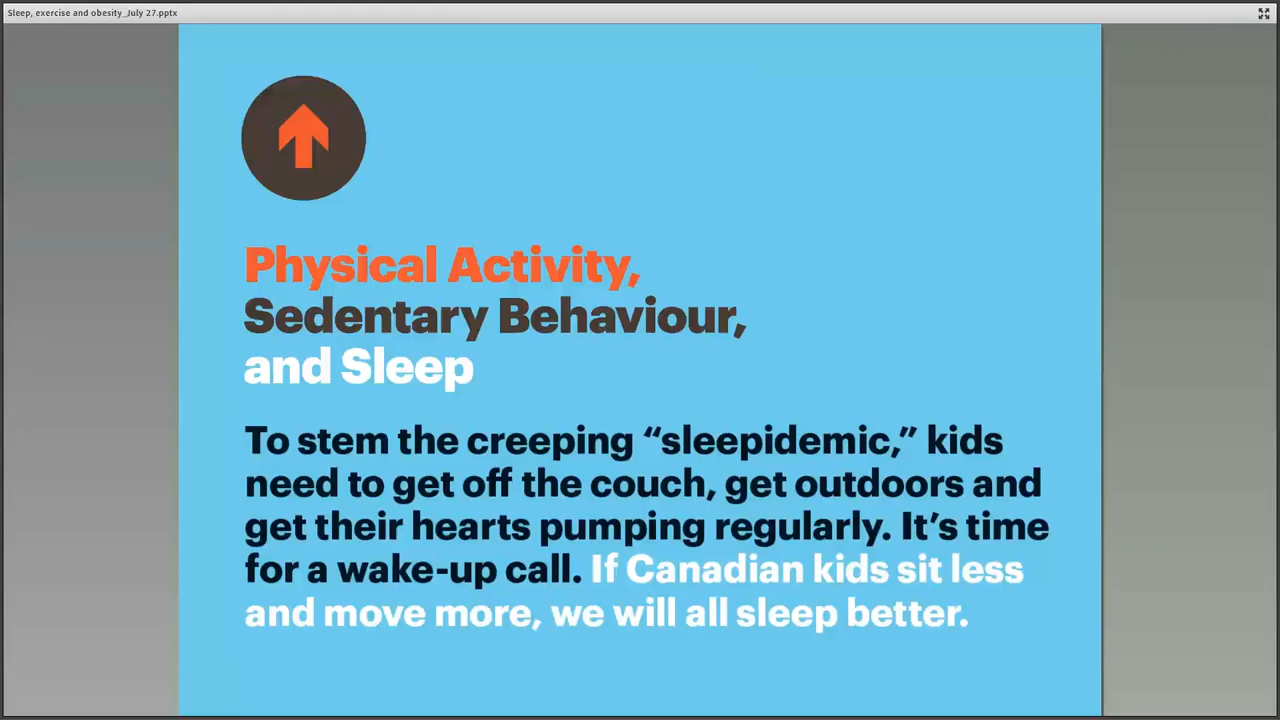 Sleep, exercise and obesity_July 27.pptx
Physical Activity,
Sedentary Behaviour,
and Sleep
To stem the creeping “sleepidemic,” kids
need to get off the couch, get outdoors and
get their hearts pumping regularly. It’s time
for a wake-up call. If Canadian kids sit less
and move more, we will all sleep better.